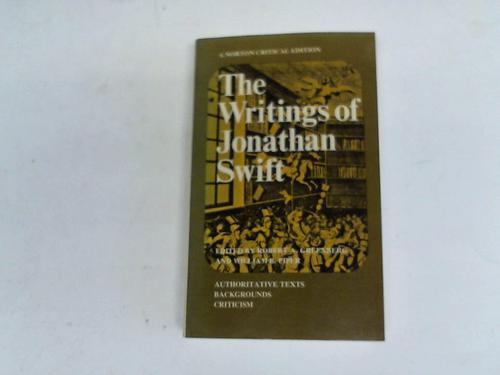 A NORTON CRITICAL EDITION
The
Writings of
Jonathan
Swift
EDITED BY ROBERT A. GREENBERG
AND WILLIAM B. PIPER
AUTHORITATIVE TEXTS
BACKGROUNDS
CRITICISM